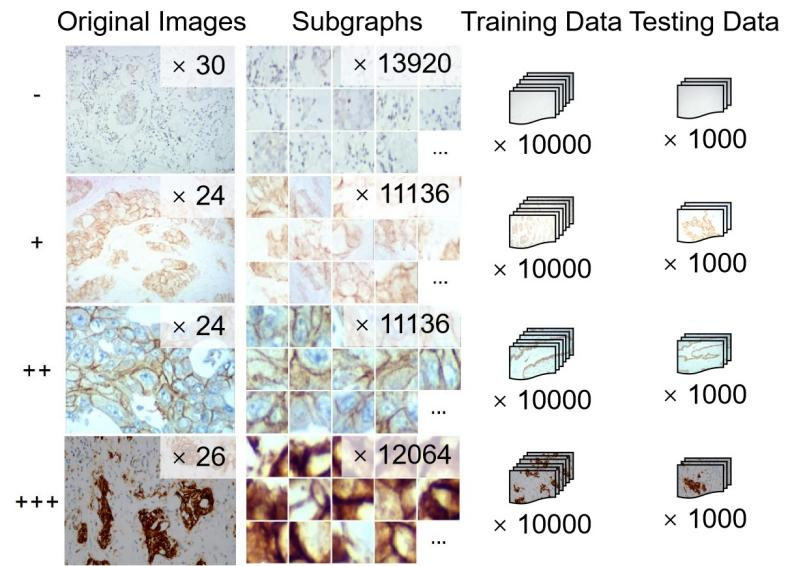 Original Images Subgraphs Training Data Testing Data
- × 30 × 13920
... × 10000 × 1000
+ × 24 × 11136
... × 10000 × 1000
++ × 24 × 11136
... × 10000 × 1000
+++ × 26 × 12064
... × 10000 × 1000